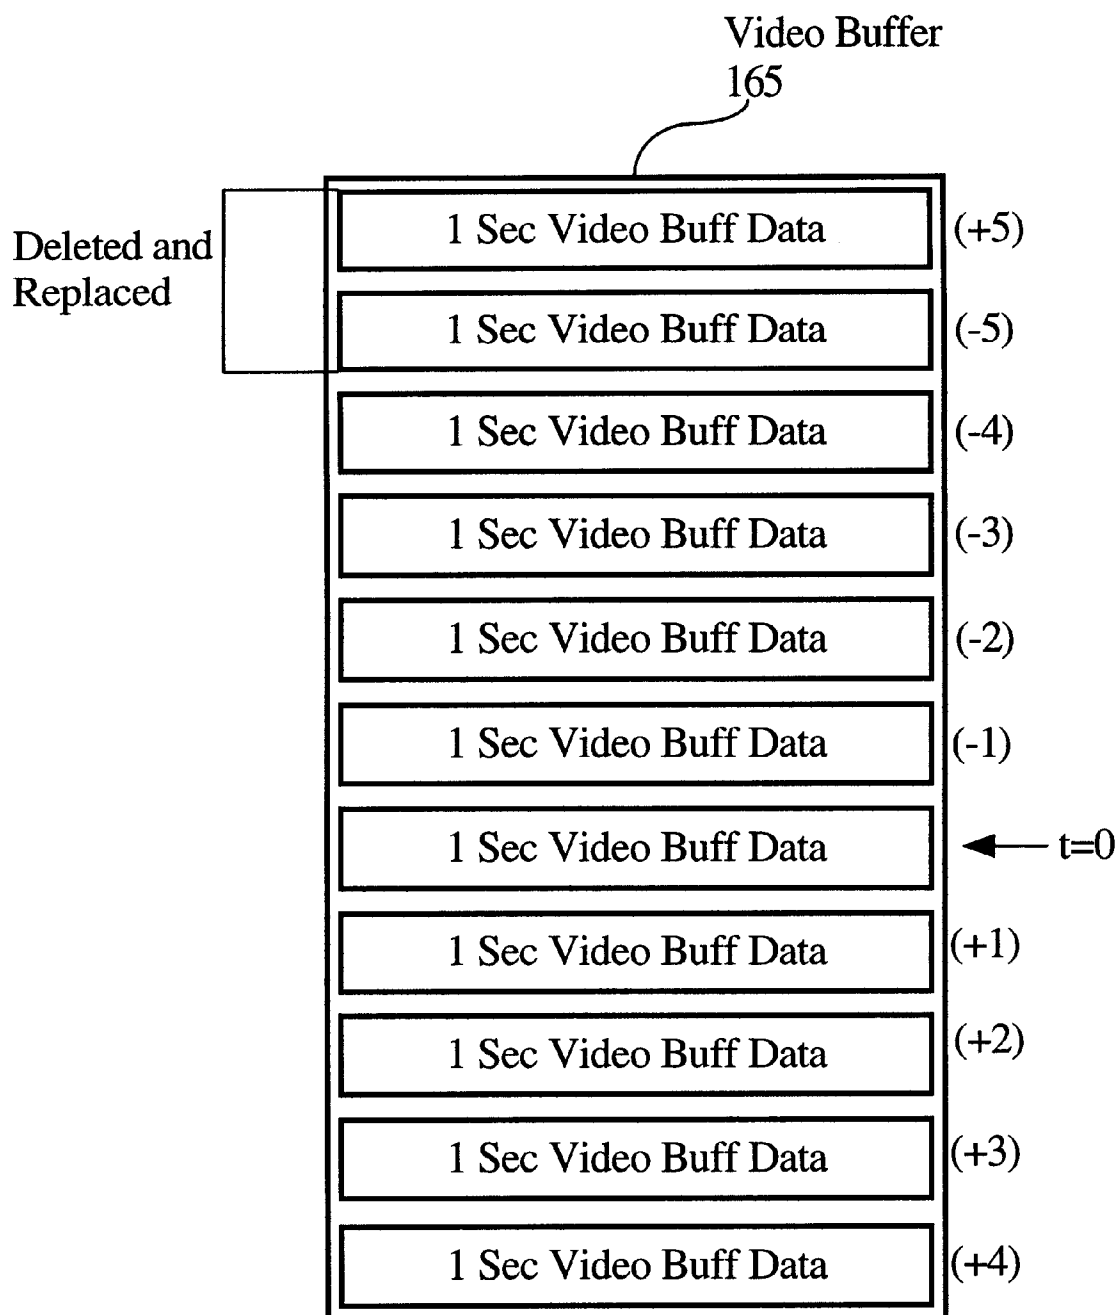 Video Buffer
165
Deleted and
Replaced
1 Sec Video Buff Data (+5)
1 Sec Video Buff Data (-5)
1 Sec Video Buff Data (-4)
1 Sec Video Buff Data (-3)
1 Sec Video Buff Data (-2)
1 Sec Video Buff Data (-1)
1 Sec Video Buff Data t=0
1 Sec Video Buff Data (+1)
1 Sec Video Buff Data (+2)
1 Sec Video Buff Data (+3)
1 Sec Video Buff Data (+4)